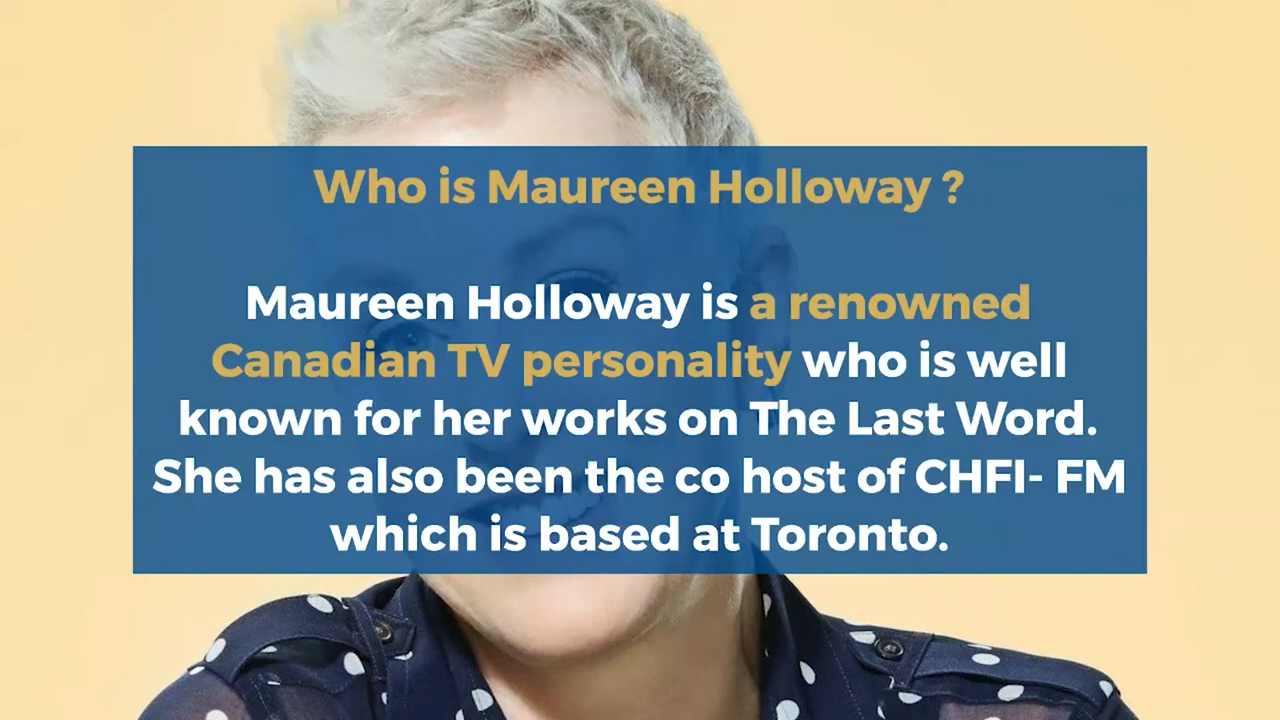 Who is Maureen Holloway ?
Maureen Holloway is a renowned
Canadian TV personality who is well
known for her works on The Last Word.
She has also been the co host of CHFI- FM
which is based at Toronto.